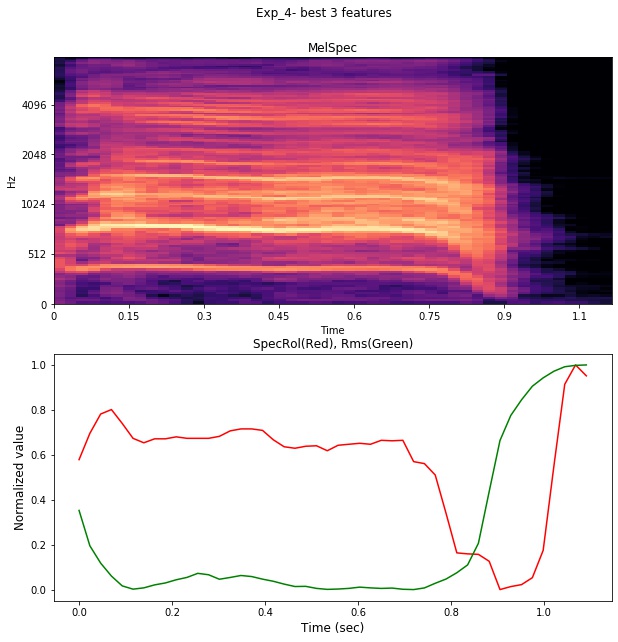 Exp_4- best 3 features
MelSpec
4096
2048
1024
512
0
Hz
0 0.15 0.3 0.45 0.6 0.75 0.9 1.1
Time
SpecRol(Red), Rms(Green)
1.0
0.8
0.6
0.4
0.2
0.0
Normalized value
0.0 0.2 0.4 0.6 0.8 1.0
Time (sec)